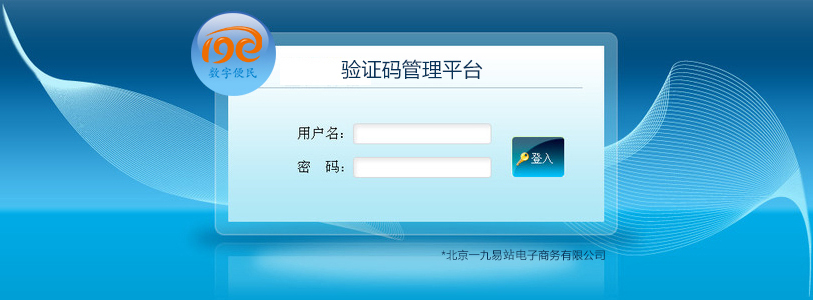 19e
数字便民
验证码管理平台
用户名：
密 码：
登入
*北京一九易站电子商务有限公司